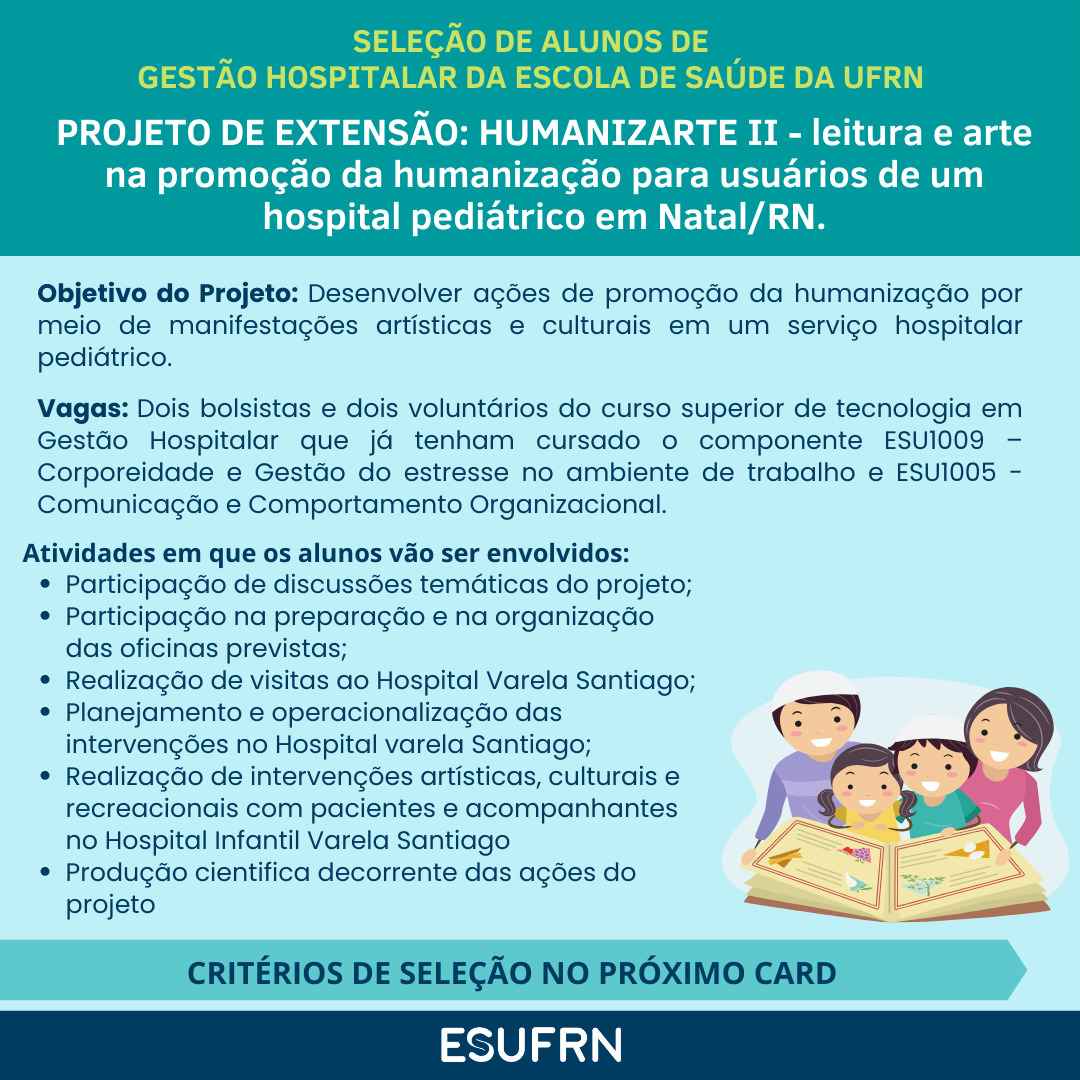 SELEÇÃO DE ALUNOS DE
GESTÃO HOSPITALAR DA ESCOLA DE SAÚDE DA UFRN
PROJETO DE EXTENSÃO: HUMANIZARTE II - leitura e arte
na promoção da humanização para usuários de um
hospital pediátrico em Natal/RN.
Objetivo do Projeto: Desenvolver ações de promoção da humanização por
meio de manifestações artísticas e culturais em um serviço hospitalar
pediátrico.
Vagas: Dois bolsistas e dois voluntários do curso superior de tecnologia em
Gestão Hospitalar que já tenham cursado o componente ESU1009 –
Corporeidade e Gestão do estresse no ambiente de trabalho e ESU1005 -
Comunicação e Comportamento Organizacional.
Atividades em que os alunos vão ser envolvidos:
• Participação de discussões temáticas do projeto;
• Participação na preparação e na organização
das oficinas previstas;
• Realização de visitas ao Hospital Varela Santiago;
• Planejamento e operacionalização das
intervenções no Hospital varela Santiago;
• Realização de intervenções artísticas, culturais e
recreacionais com pacientes e acompanhantes
no Hospital Infantil Varela Santiago
• Produção cientifica decorrente das ações do
projeto
CRITÉRIOS DE SELEÇÃO NO PRÓXIMO CARD
ESUFRN